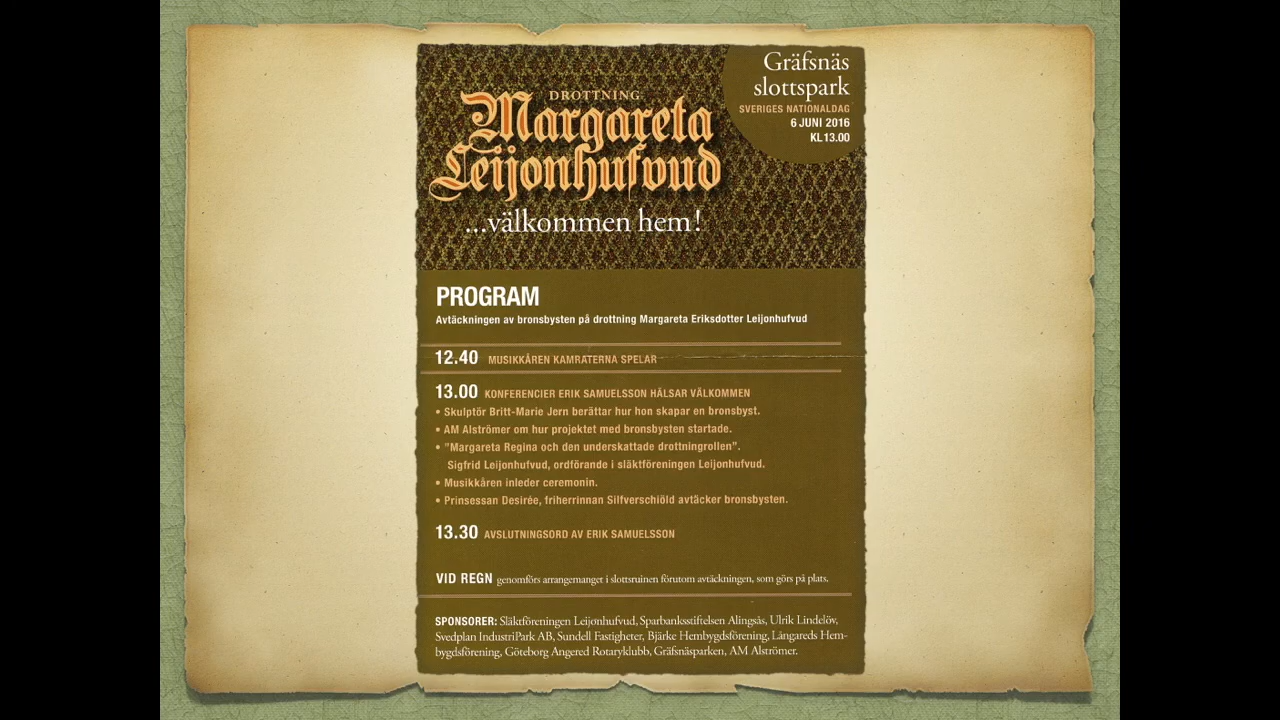 Gräfsnäs
slottspark
SVERIGES NATIONALDAG
6 JUNI 2016
KL 13.00
DROTTNING
Margareta
Leijonhufvud
...välkommen hem!
PROGRAM
Avtäckningen av bronsbysten på drottning Margareta Eriksdotter Leijonhufvud
12.40 MUSIKKÅREN KAMRATERNA SPELAR
13.00 KONFERENCIER ERIK SAMUELSSON HÄLSAR VÄLKOMMEN
• Skulptör Britt-Marie Jern berättar hur hon skapar en bronsbyst.
• AM Alströmer om hur projektet med bronsbysten startade.
• ”Margareta Regina och den underskattade drottningrollen”.
Sigfrid Leijonhufvud, ordförande i släktföreningen Leijonhufvud.
• Musikkåren inleder ceremonin.
• Prinsessan Desirée, friherrinnan Silfverschiöld avtäcker bronsbysten.
13.30 AVSLUTNINGSORD AV ERIK SAMUELSSON
VID REGN genomförs arrangemanget i slottsruinen förutom avtäckningen, som görs på plats.
SPONSORER: Släktföreningen Leijonhufvud, Sparbanksstiftelsen Alingsås, Ulrik Lindelöv,
Svedplan IndustriPark AB, Sundell Fastigheter, Bjärke Hembygdsförening, Långareds Hem-
bygdsförening, Göteborg Angered Rotaryklubb, Gräfsnäsparken, AM Alströmer.